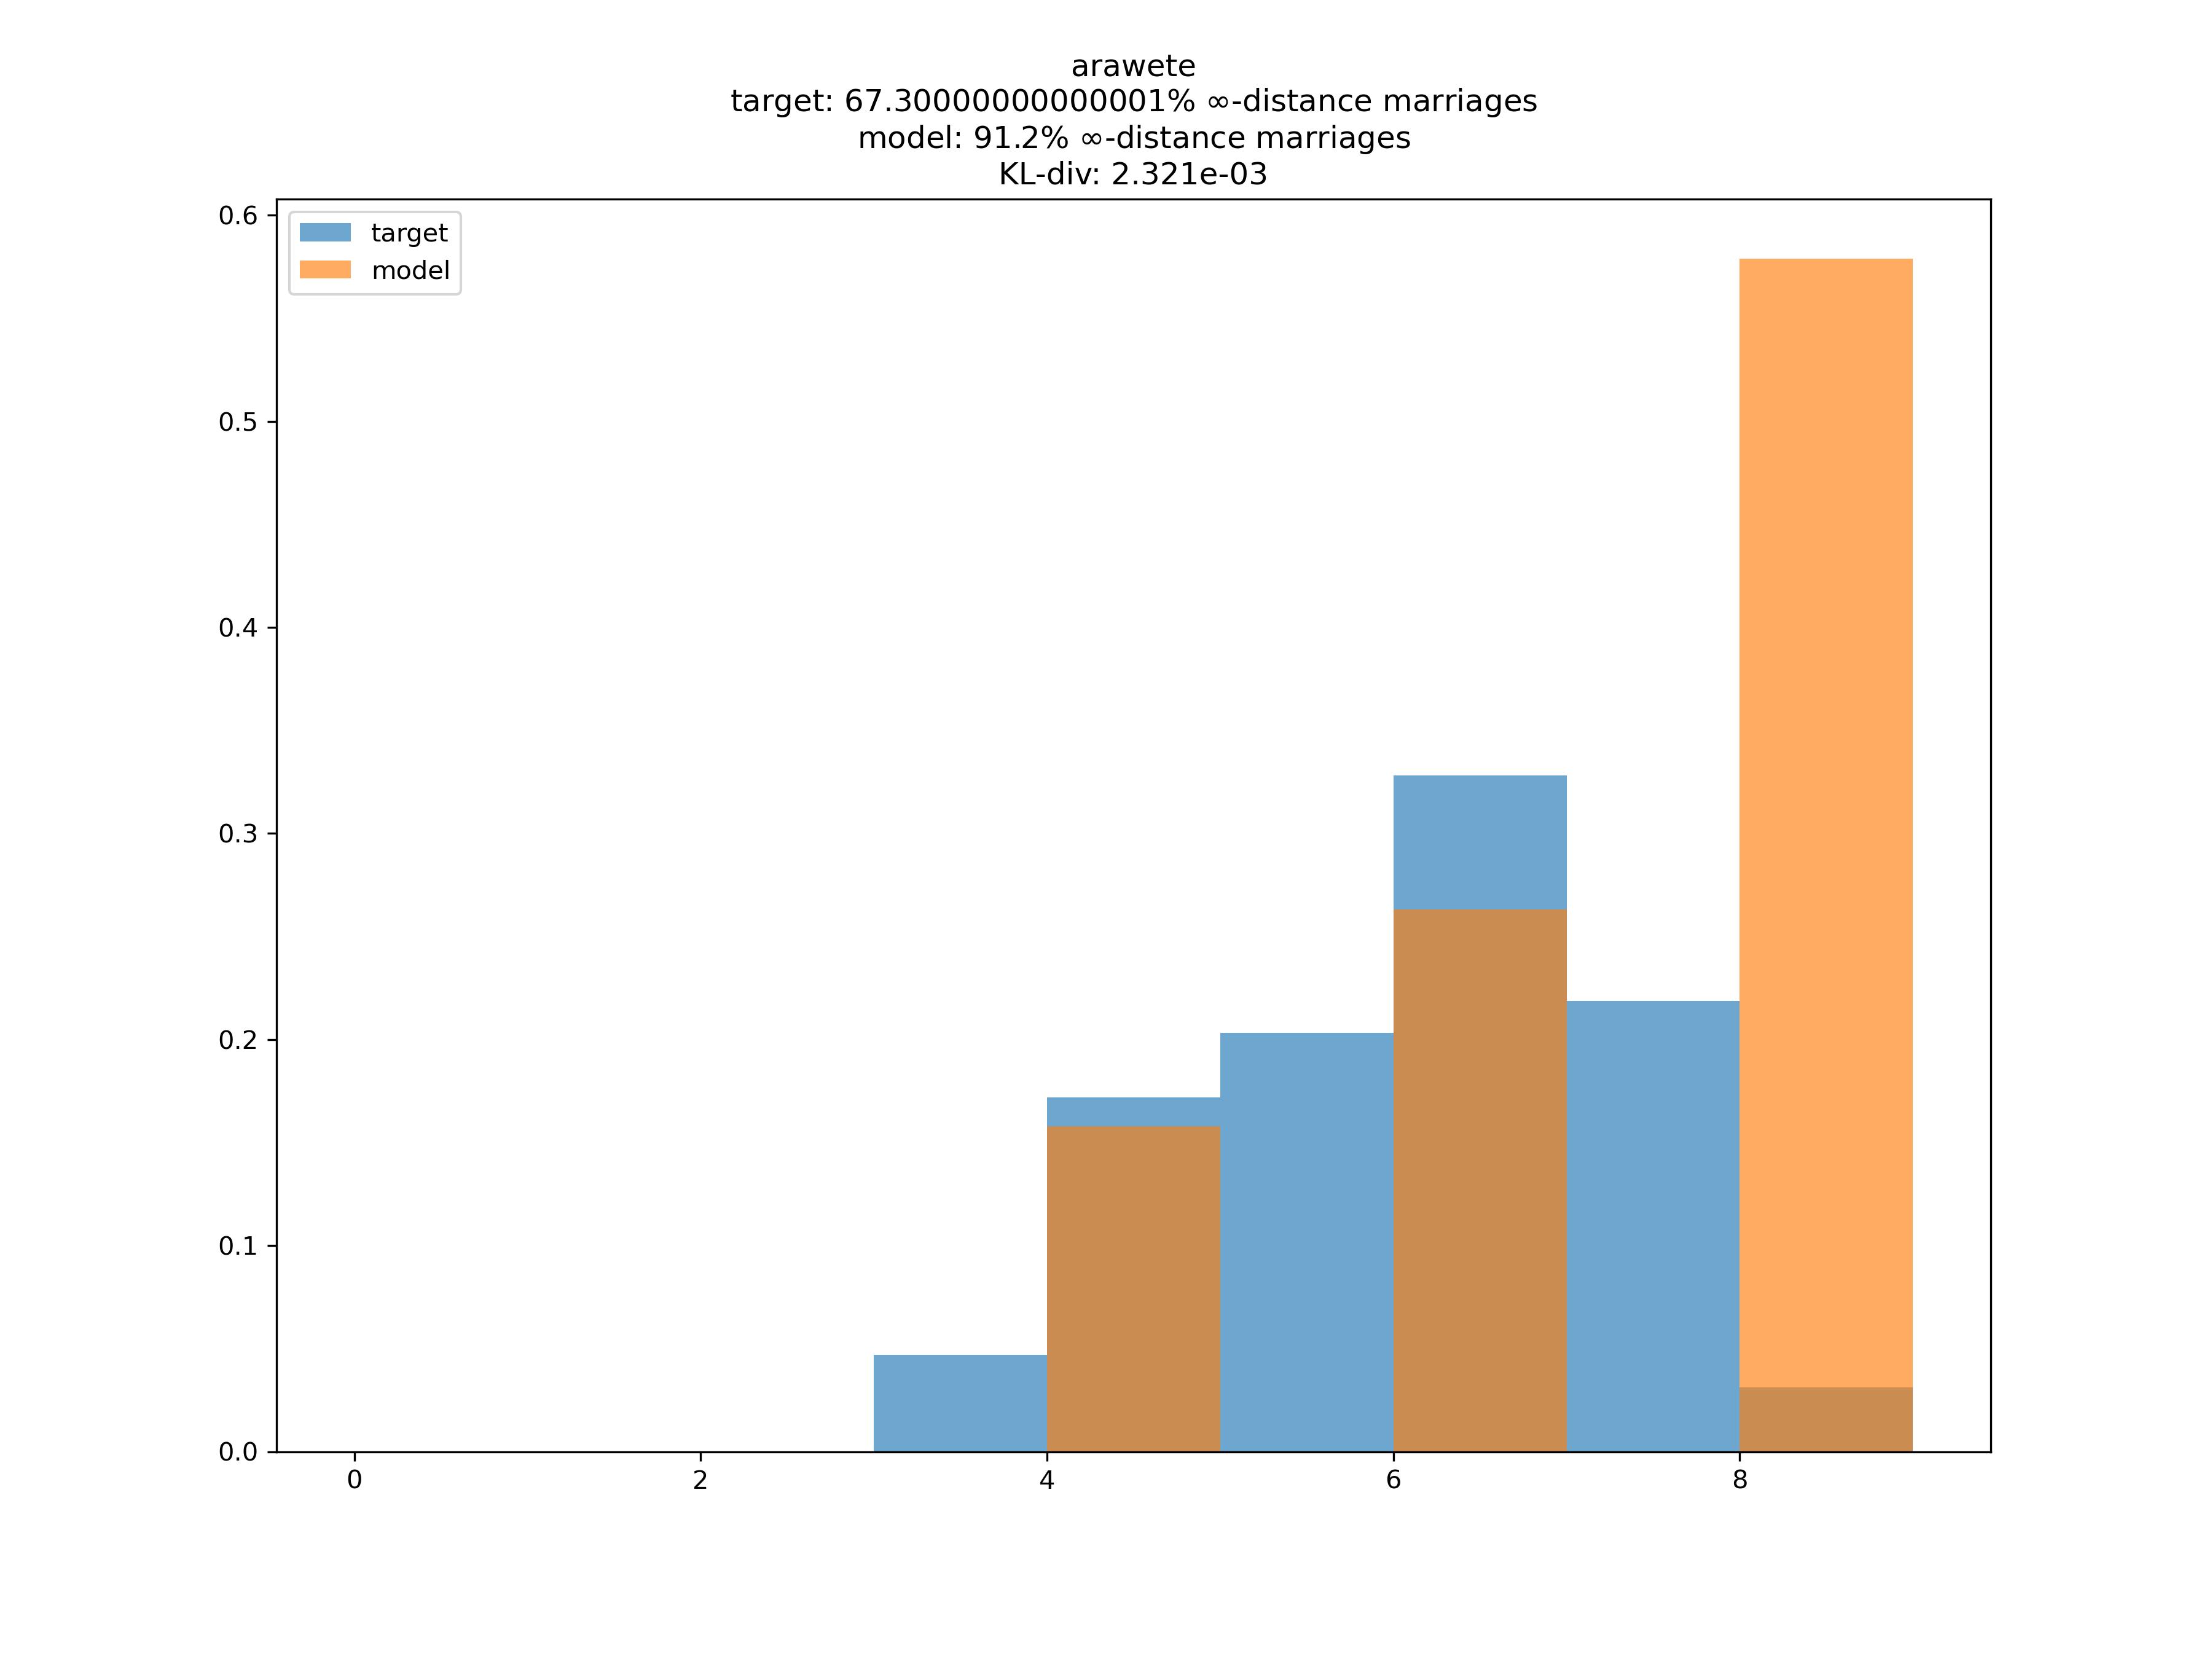 arawete
target: 67.30000000000001% ∞-distance marriages
model: 91.2% ∞-distance marriages
KL-div: 2.321e-03
target
model
0.6
0.5
0.4
0.3
0.2
0.1
0.0
0 2 4 6 8